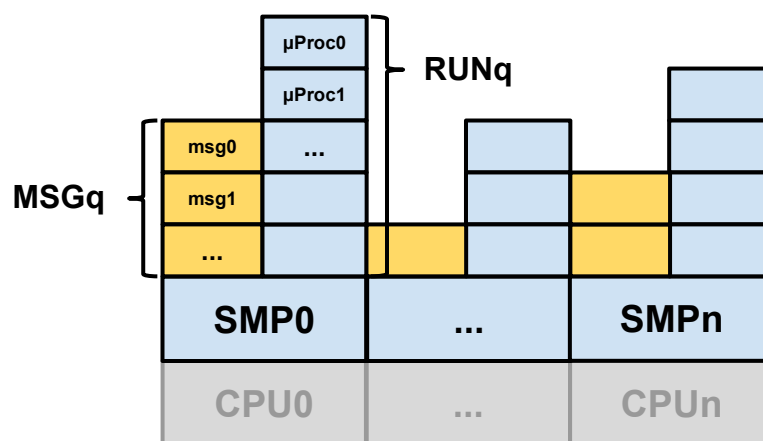 µProc0
RUNq
µProc1
msg0
...
MSGq
msg1
...
SMP0
...
SMPn
CPU0
...
CPUn